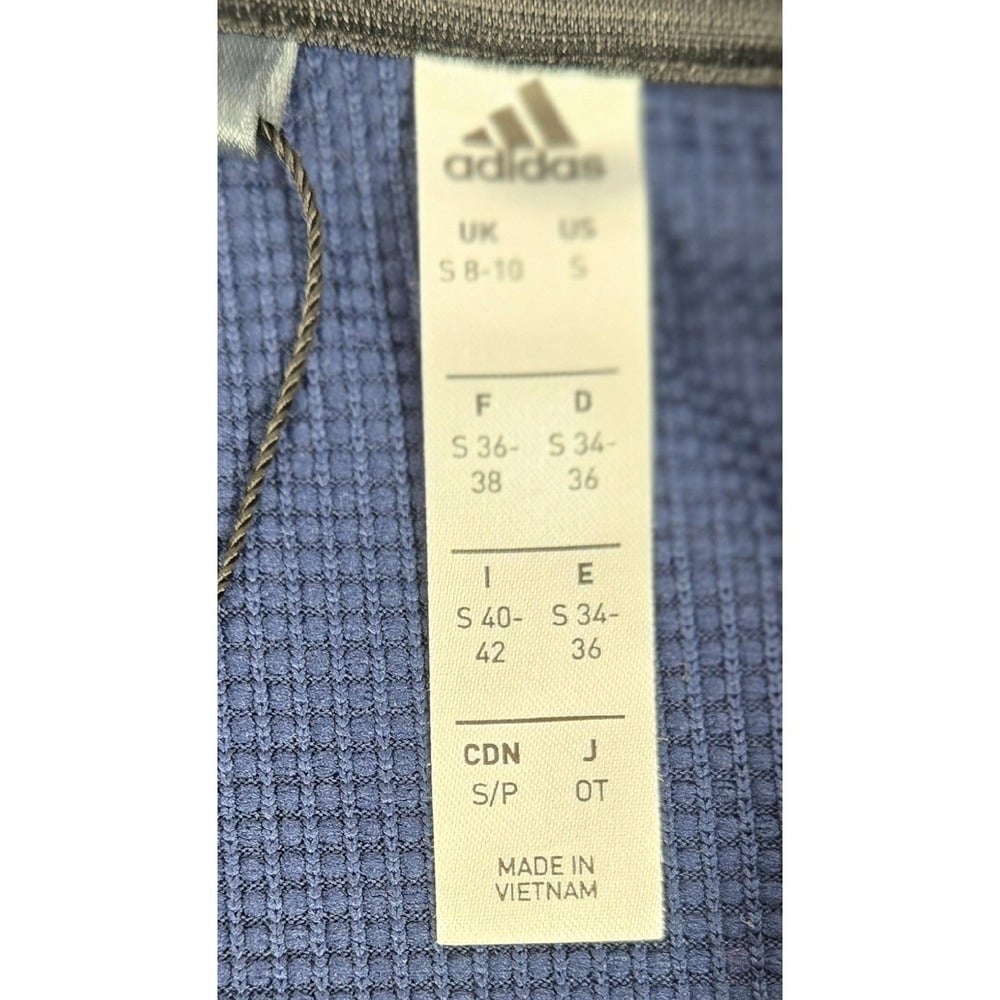 adidas
UK US
S 8-10 S
F D
S 36- S 34-
38 36
I E
S 40- S 34-
42 36
CDN J
S/P OT
MADE IN
VIETNAM